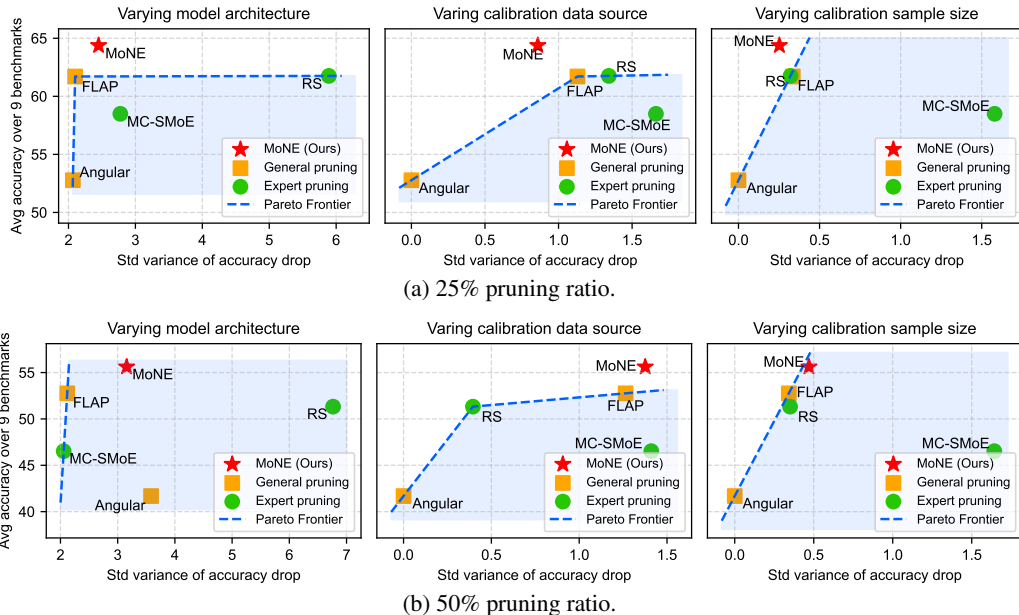 Varying model architecture
Varing calibration data source
Varying calibration sample size
Avg accuracy over 9 benchmarks
65
60
55
50
MoNE
FLAP
RS
MC-SMoE
Angular
MoNE (Ours)
General pruning
Expert pruning
Pareto Frontier
2 3 4 5 6
Std variance of accuracy drop
MoNE
RS
FLAP
MC-SMoE
Angular
MoNE (Ours)
General pruning
Expert pruning
Pareto Frontier
0.0 0.5 1.0 1.5
Std variance of accuracy drop
MoNE
RS
FLAP
MC-SMoE
Angular
MoNE (Ours)
General pruning
Expert pruning
Pareto Frontier
0.0 0.5 1.0 1.5
Std variance of accuracy drop
(a) 25% pruning ratio.
Varying model architecture
Varing calibration data source
Varying calibration sample size
Avg accuracy over 9 benchmarks
55
50
45
40
MoNE
FLAP
RS
MC-SMoE
Angular
MoNE (Ours)
General pruning
Expert pruning
Pareto Frontier
2 3 4 5 6 7
Std variance of accuracy drop
MoNE
FLAP
RS
MC-SMoE
Angular
MoNE (Ours)
General pruning
Expert pruning
Pareto Frontier
0.0 0.5 1.0 1.5
Std variance of accuracy drop
MoNE
FLAP
RS
MC-SMoE
Angular
MoNE (Ours)
General pruning
Expert pruning
Pareto Frontier
0.0 0.5 1.0 1.5
Std variance of accuracy drop
(b) 50% pruning ratio.